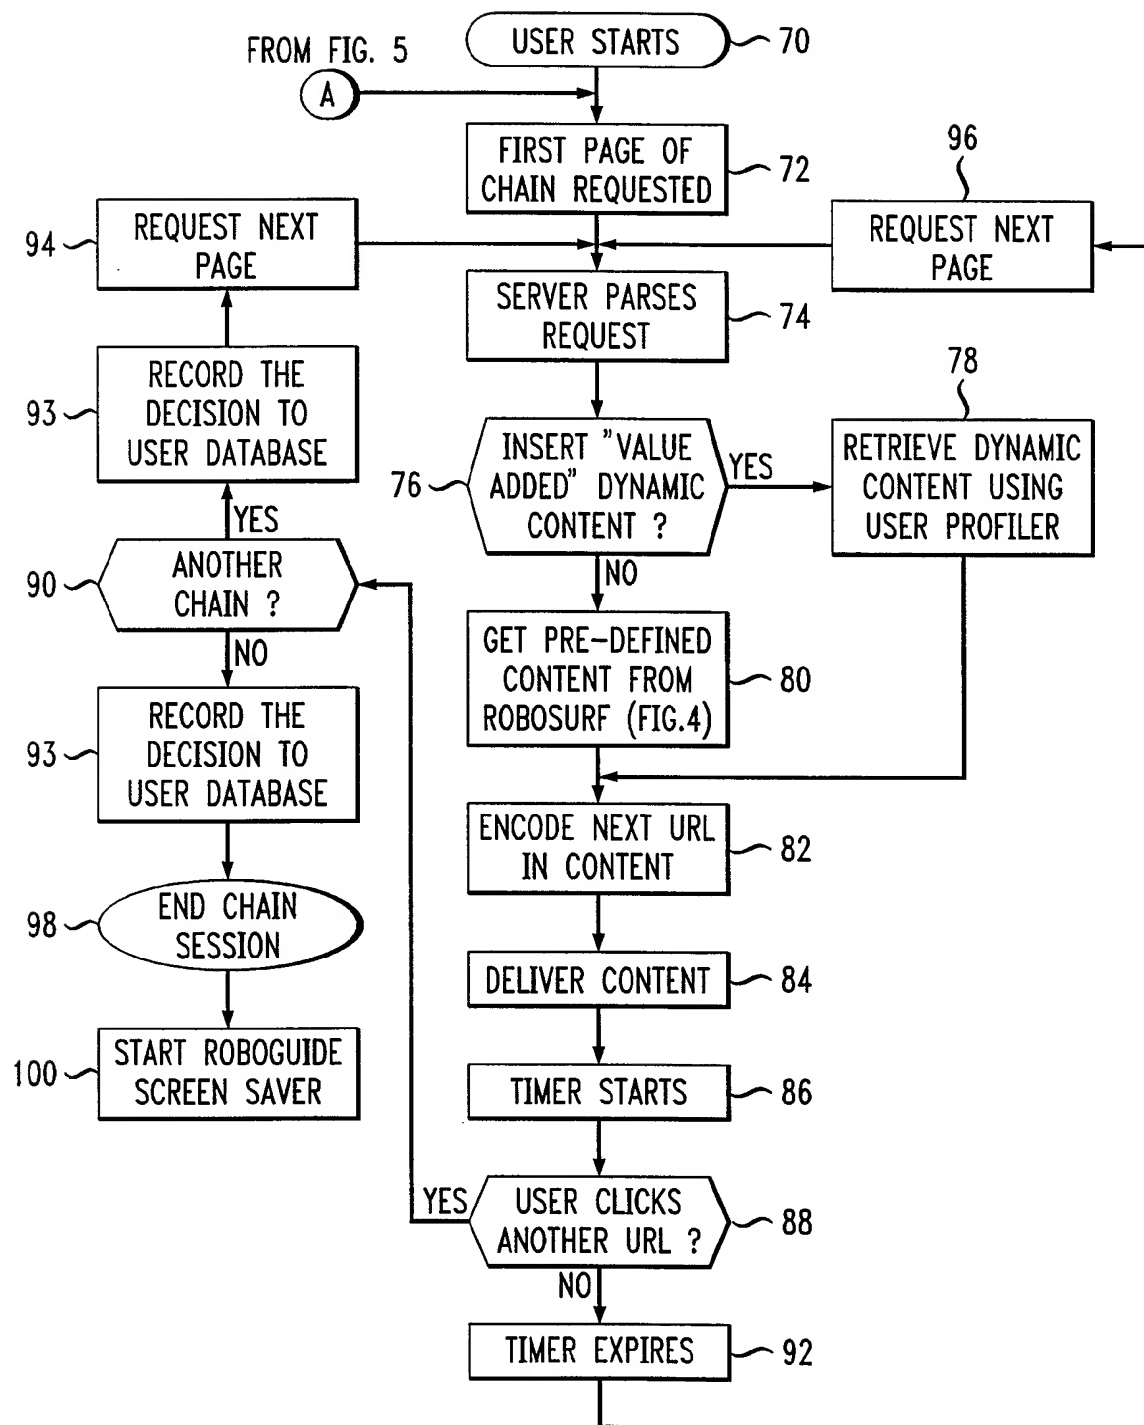 FROM FIG. 5
A
USER STARTS
70
FIRST PAGE OF
CHAIN REQUESTED
72
96
REQUEST NEXT
PAGE
94
REQUEST NEXT
PAGE
SERVER PARSES
REQUEST
74
93
RECORD THE
DECISION TO
USER DATABASE
76
INSERT "VALUE
ADDED" DYNAMIC
CONTENT ?
YES
78
RETRIEVE DYNAMIC
CONTENT USING
USER PROFILER
YES
NO
90
ANOTHER
CHAIN ?
NO
GET PRE-DEFINED
CONTENT FROM
ROBOSURF (FIG.4)
80
93
RECORD THE
DECISION TO
USER DATABASE
ENCODE NEXT URL
IN CONTENT
82
98
END CHAIN
SESSION
DELIVER CONTENT
84
100
START ROBOGUIDE
SCREEN SAVER
TIMER STARTS
86
YES
USER CLICKS
ANOTHER URL ?
88
NO
TIMER EXPIRES
92